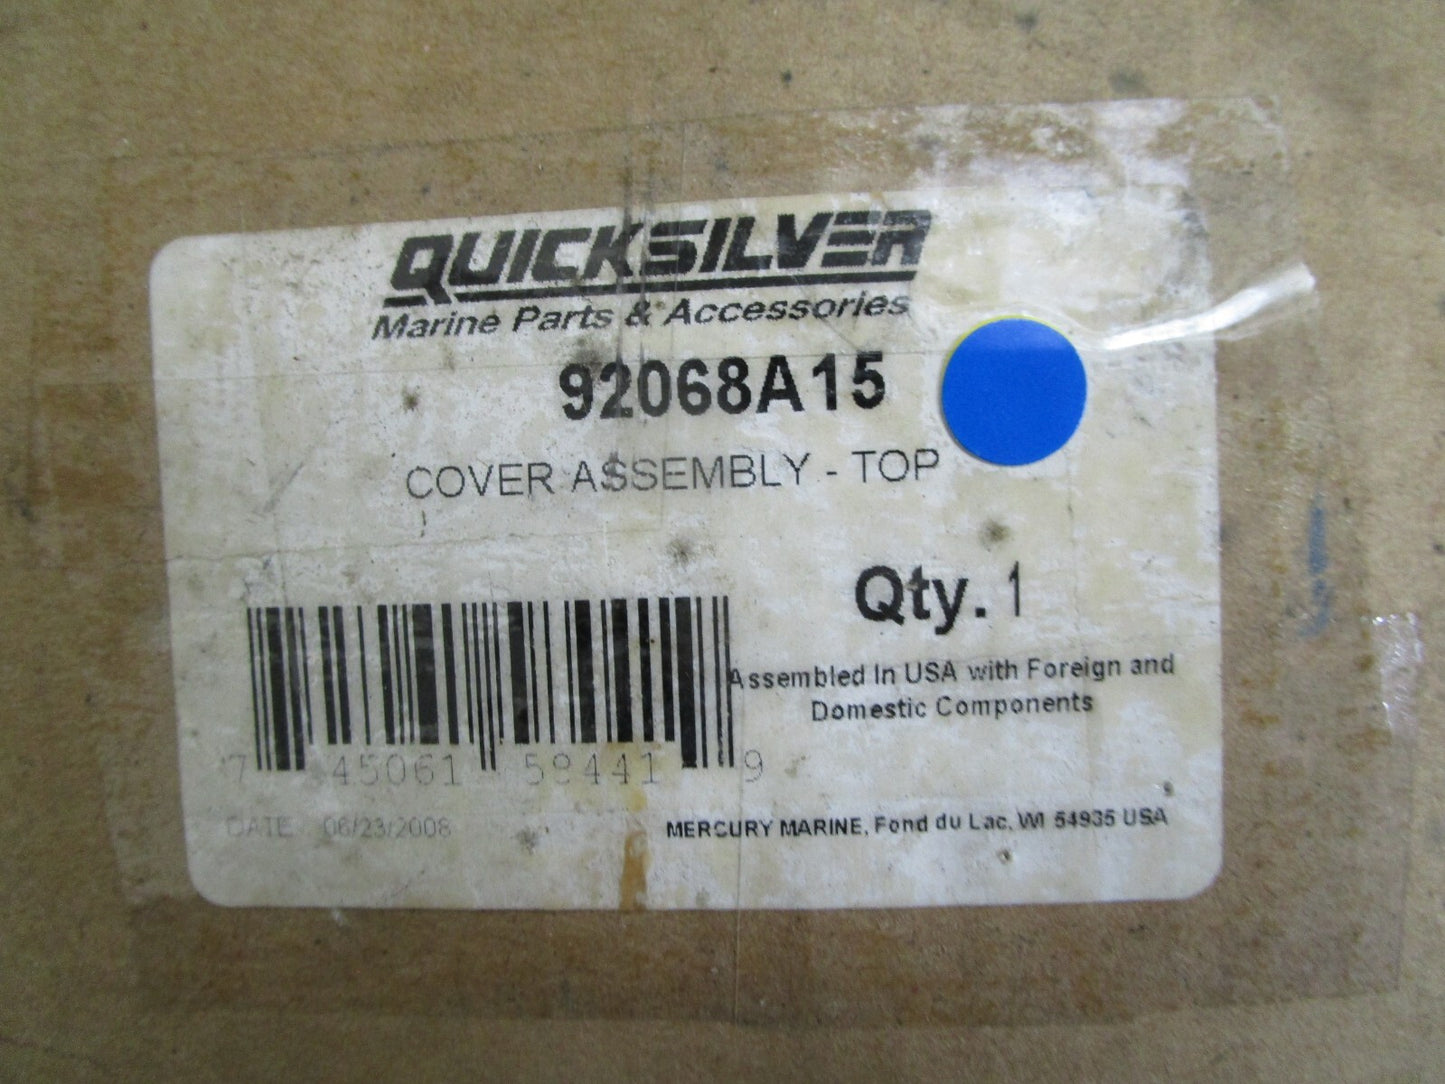 QUICKSILVER
Marine Parts & Accessories
92068A15
COVER ASSEMBLY - TOP
Qty. 1
Assembled In USA with Foreign and
Domestic Components
7 45061 58441 9
DATE 06/23/2008
MERCURY MARINE, Fond du Lac, WI 54935 USA